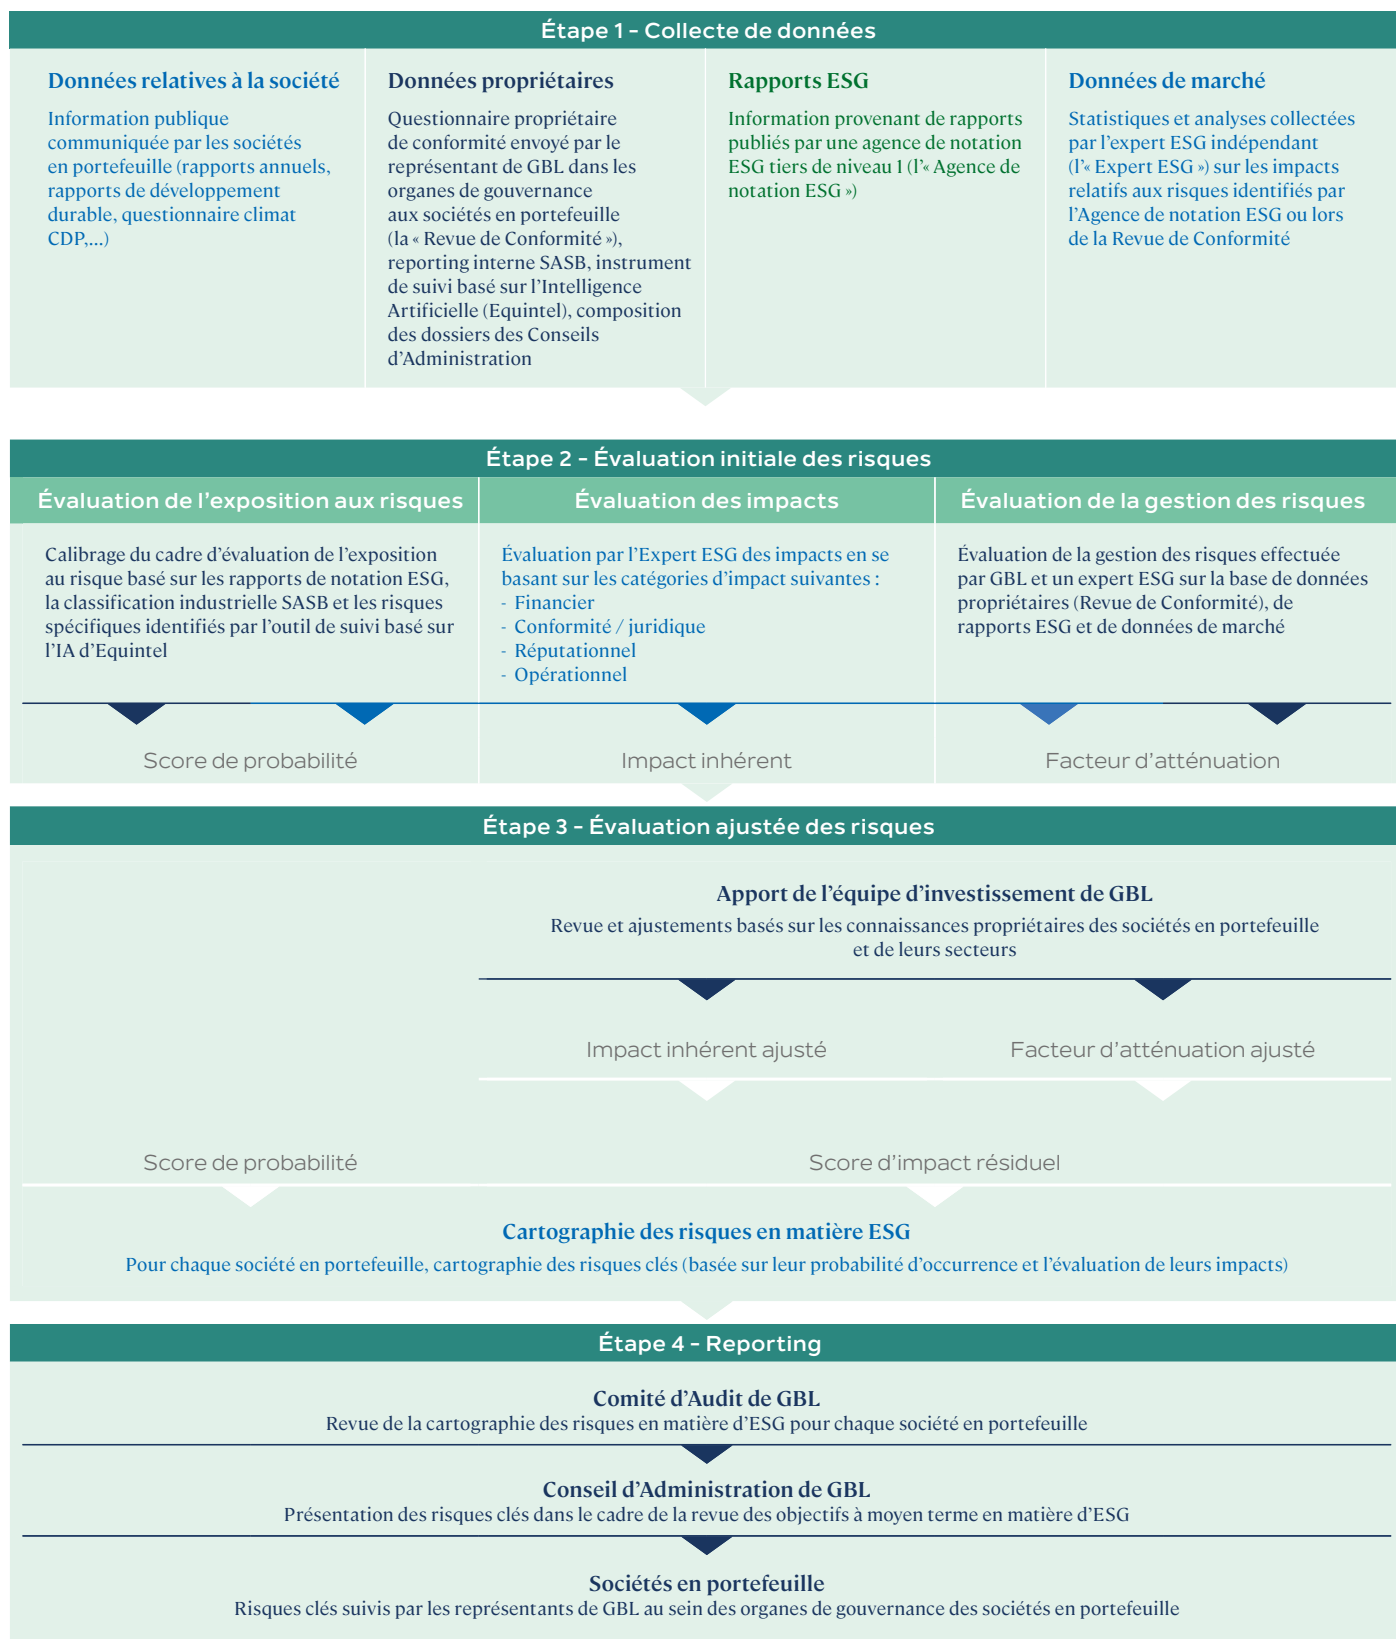 Étape 1 - Collecte de données
Données relatives à la société
Information publique
communiquée par les sociétés
en portefeuille (rapports annuels,
rapports de développement
durable, questionnaire climat
CDP,...)
Données propriétaires
Questionnaire propriétaire
de conformité envoyé par le
représentant de GBL dans les
organes de gouvernance
aux sociétés en portefeuille
(la « Revue de Conformité »),
reporting interne SASB, instrument
de suivi basé sur l'Intelligence
Artificielle (Equintel), composition
des dossiers des Conseils
d'Administration
Rapports ESG
Information provenant de rapports
publiés par une agence de notation
ESG tiers de niveau 1 (l'« Agence de
notation ESG »)
Données de marché
Statistiques et analyses collectées
par l'expert ESG indépendant
(l'« Expert ESG ») sur les impacts
relatifs aux risques identifiés par
l'Agence de notation ESG ou lors
de la Revue de Conformité
Étape 2 - Évaluation initiale des risques
Évaluation de l'exposition aux risques
Calibrage du cadre d'évaluation de l'exposition
au risque basé sur les rapports de notation ESG,
la classification industrielle SASB et les risques
spécifiques identifiés par l'outil de suivi basé sur
l'IA d'Equintel
Évaluation des impacts
Évaluation par l'Expert ESG des impacts en se
basant sur les catégories d'impact suivantes :
- Financier
- Conformité / juridique
- Réputationnel
- Opérationnel
Évaluation de la gestion des risques
Évaluation de la gestion des risques effectuée
par GBL et un expert ESG sur la base de données
propriétaires (Revue de Conformité), de
rapports ESG et de données de marché
Score de probabilité
Impact inhérent
Facteur d'atténuation
Étape 3 - Évaluation ajustée des risques
Apport de l'équipe d'investissement de GBL
Revue et ajustements basés sur les connaissances propriétaires des sociétés en portefeuille
et de leurs secteurs
Impact inhérent ajusté
Facteur d'atténuation ajusté
Score de probabilité
Score d'impact résiduel
Cartographie des risques en matière ESG
Pour chaque société en portefeuille, cartographie des risques clés (basée sur leur probabilité d'occurrence et l'évaluation de leurs impacts)
Étape 4 - Reporting
Comité d'Audit de GBL
Revue de la cartographie des risques en matière d'ESG pour chaque société en portefeuille
Conseil d'Administration de GBL
Présentation des risques clés dans le cadre de la revue des objectifs à moyen terme en matière d'ESG
Sociétés en portefeuille
Risques clés suivis par les représentants de GBL au sein des organes de gouvernance des sociétés en portefeuille